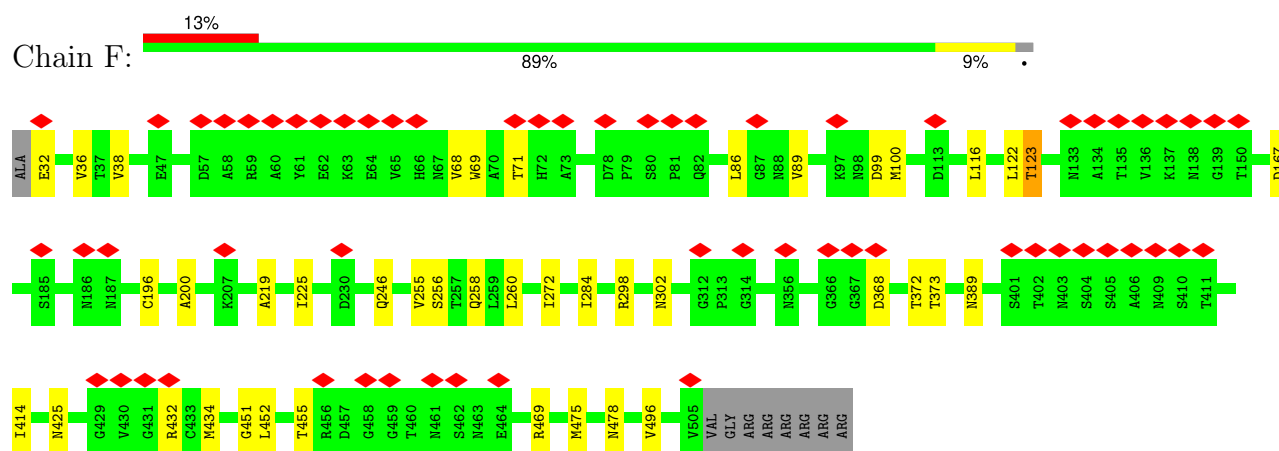 13%
Chain F:
89% 9% •
ALA E32 V36 T37 V38 E47 D57 A58 R59 A60 Y61 E62 K63 E64 V65 H66 N67 V68 W69 A70 T71 H72 A73 D78 P79 S80 P81 Q82 L86 G87 N88 V89 K97 N98 D99 M100 D113 L116 L122 T123 N133 A134 T135 V136 K137 N138 G139 T150
S185 N186 N187 C196 A200 K207 A219 I225 D230 Q246 V255 S256 T257 Q258 L259 L260 I272 I284 R298 N302 G312 P313 G314 N356 G366 G367 D368 T372 T373 N389 S401 T402 N403 S404 S405 A406 N409 S410 T411
I414 N425 G429 V430 G431 R432 C433 M434 G451 L452 T455 R456 D457 G458 G459 T460 N461 S462 N463 E464 R469 M475 N478 V496 V505 VAL GLY ARG ARG ARG ARG ARG ARG